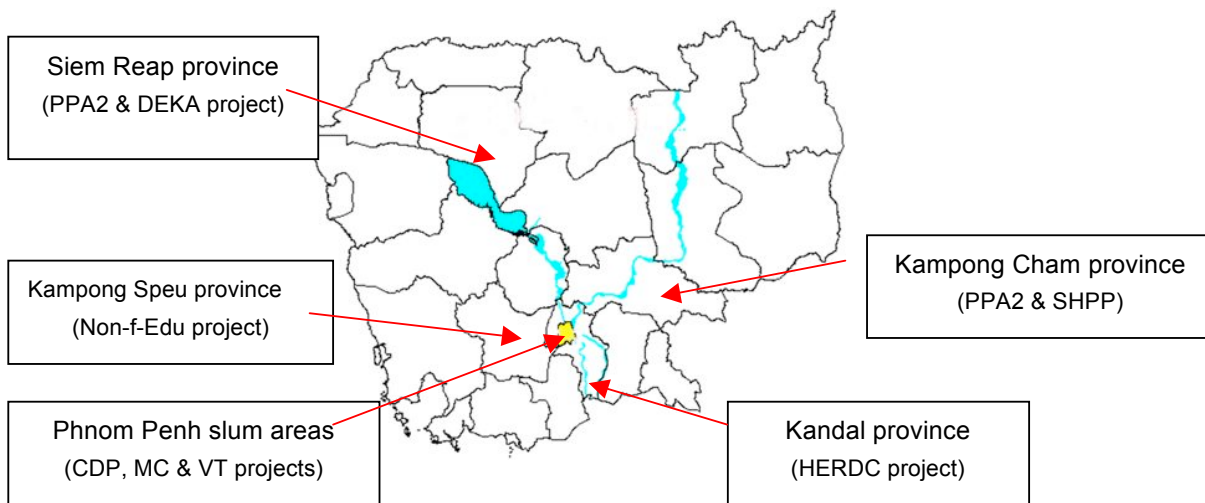 Siem Reap province
(PPA2 & DEKA project)
Kampong Speu province
(Non-f-Edu project)
Phnom Penh slum areas
(CDP, MC & VT projects)
Kampong Cham province
(PPA2 & SHPP)
Kandal province
(HERDC project)